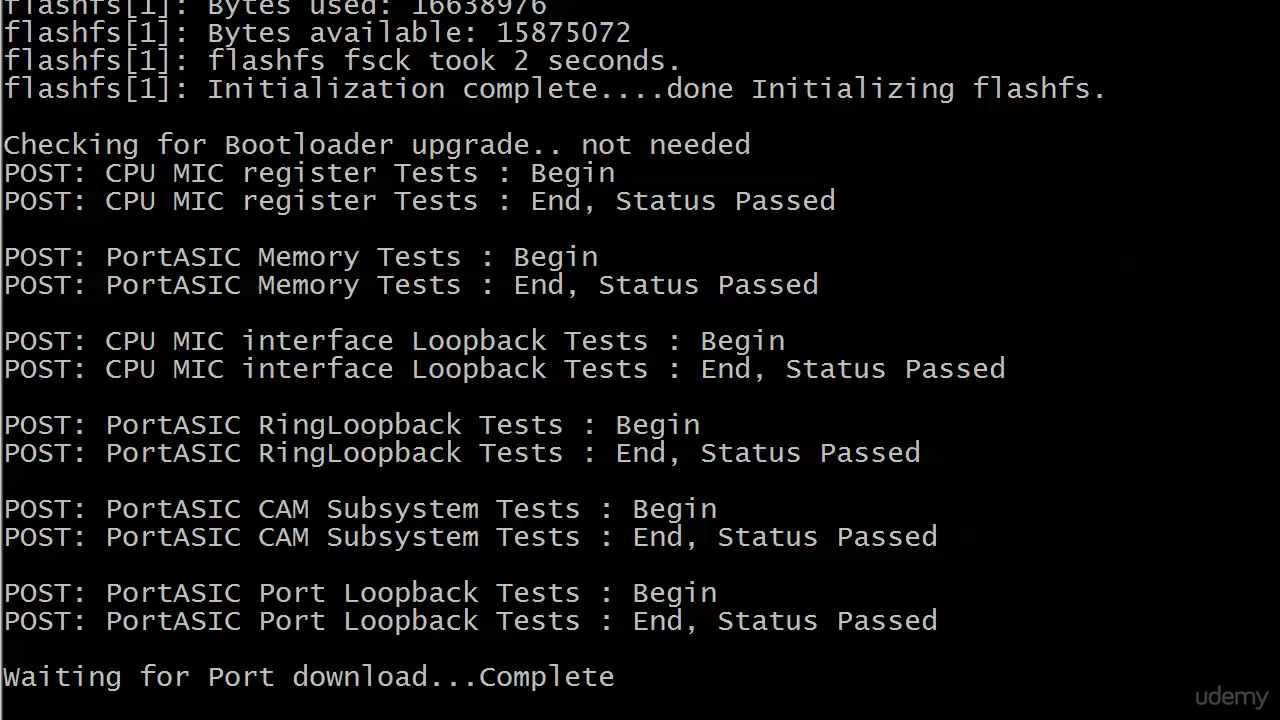 flashfs[1]: Bytes used: 16638976
flashfs[1]: Bytes available: 15875072
flashfs[1]: flashfs fsck took 2 seconds.
flashfs[1]: Initialization complete....done Initializing flashfs.
Checking for Bootloader upgrade.. not needed
POST: CPU MIC register Tests : Begin
POST: CPU MIC register Tests : End, Status Passed
POST: PortASIC Memory Tests : Begin
POST: PortASIC Memory Tests : End, Status Passed
POST: CPU MIC interface Loopback Tests : Begin
POST: CPU MIC interface Loopback Tests : End, Status Passed
POST: PortASIC RingLoopback Tests : Begin
POST: PortASIC RingLoopback Tests : End, Status Passed
POST: PortASIC CAM Subsystem Tests : Begin
POST: PortASIC CAM Subsystem Tests : End, Status Passed
POST: PortASIC Port Loopback Tests : Begin
POST: PortASIC Port Loopback Tests : End, Status Passed
Waiting for Port download...Complete
udemy